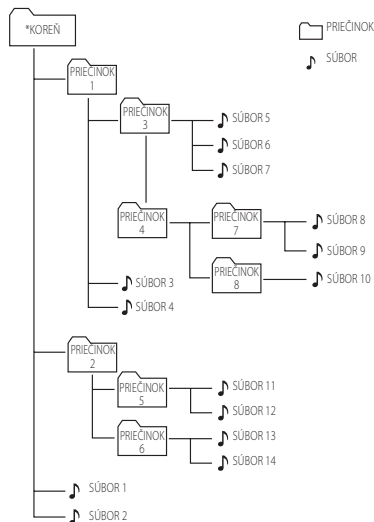 *KOREŇ
PRIEČINOK
SÚBOR
PRIEČINOK
1
PRIEČINOK
3
SÚBOR 5
SÚBOR 6
SÚBOR 7
PRIEČINOK
4
PRIEČINOK
7
SÚBOR 8
SÚBOR 9
PRIEČINOK
8
SÚBOR 10
SÚBOR 3
SÚBOR 4
PRIEČINOK
2
PRIEČINOK
5
SÚBOR 11
SÚBOR 12
PRIEČINOK
6
SÚBOR 13
SÚBOR 14
SÚBOR 1
SÚBOR 2